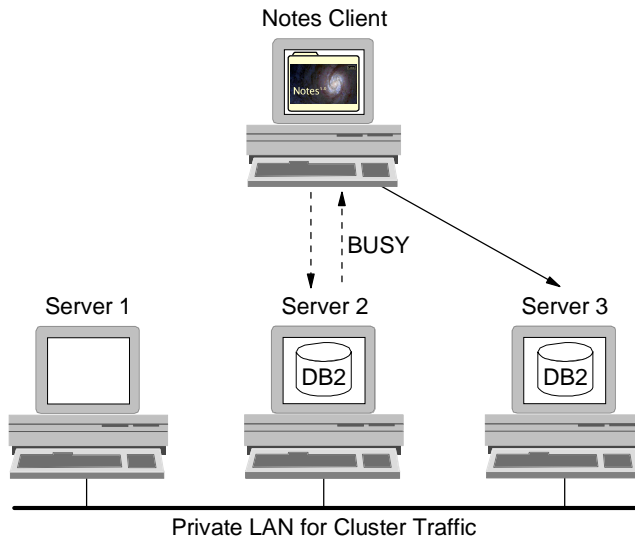 Notes Client
Notes
BUSY
Server 1
Server 2
Server 3
DB2
DB2
Private LAN for Cluster Traffic